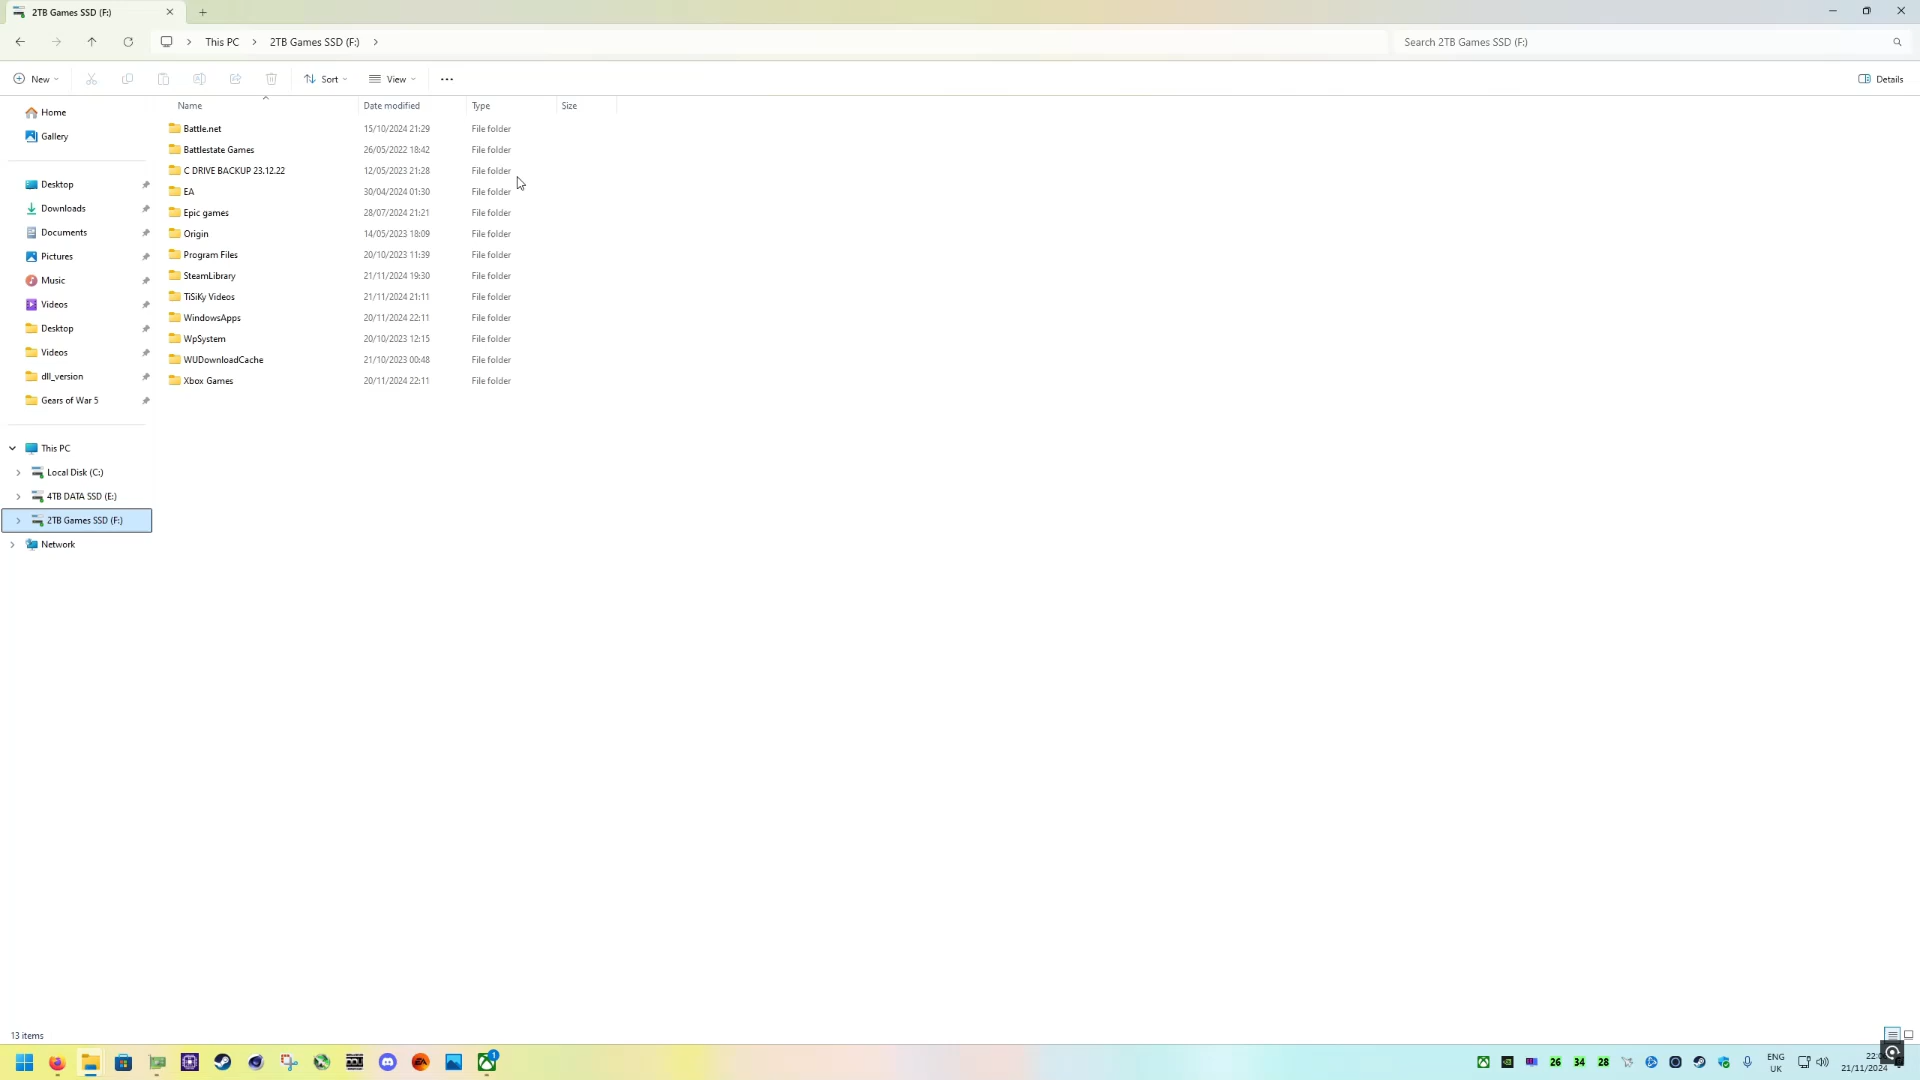 2TB Games SSD (F:)
This PC > 2TB Games SSD (F:) >
Search 2TB Games SSD (F:)
New
Sort
View
Details
Name Date modified Type Size
Battle.net 15/10/2024 21:29 File folder
Battlestate Games 26/05/2022 18:42 File folder
C DRIVE BACKUP 23.12.22 12/05/2023 21:28 File folder
EA 30/04/2024 01:30 File folder
Epic games 28/07/2024 21:21 File folder
Origin 14/05/2023 18:09 File folder
Program Files 20/10/2023 11:39 File folder
SteamLibrary 21/11/2024 19:30 File folder
TiSiKy Videos 21/11/2024 21:11 File folder
WindowsApps 20/11/2024 22:11 File folder
WpSystem 20/10/2023 12:15 File folder
WUDownloadCache 21/10/2023 00:48 File folder
Xbox Games 20/11/2024 22:11 File folder
Home
Gallery
Desktop
Downloads
Documents
Pictures
Music
Videos
Desktop
Videos
dll_version
Gears of War 5
This PC
Local Disk (C:)
4TB DATA SSD (E:)
2TB Games SSD (F:)
Network
13 items
1
26 34 28
ENG
UK
21/11/2024